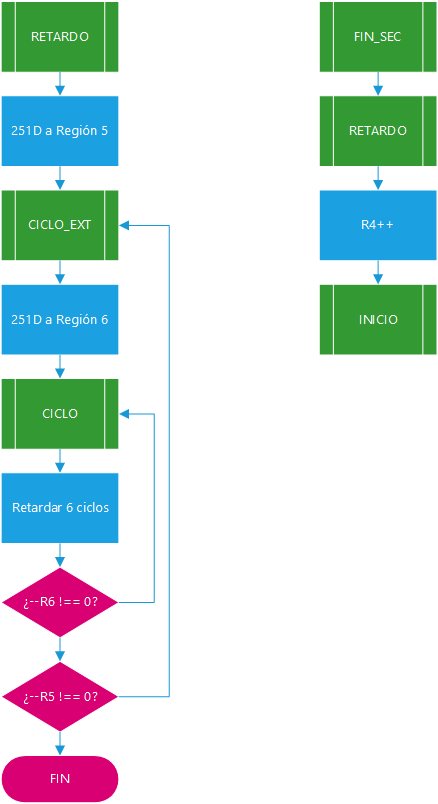 RETARDO
251D a Región 5
CICLO_EXT
251D a Región 6
CICLO
Retardar 6 ciclos
¿--R6 !== 0?
¿--R5 !== 0?
FIN
FIN_SEC
RETARDO
R4++
INICIO